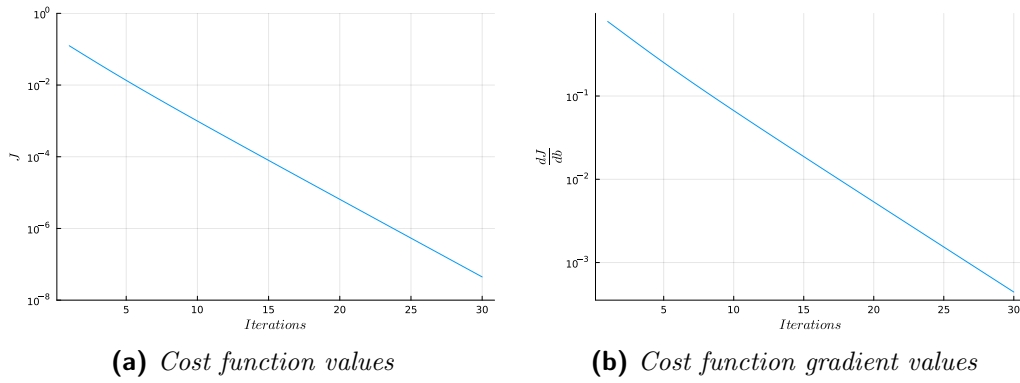 10^0
10^-2
10^-4
10^-6
10^-8
J
5 10 15 20 25 30
Iterations
(a) Cost function values
10^-1
10^-2
10^-3
dJ
db
5 10 15 20 25 30
Iterations
(b) Cost function gradient values